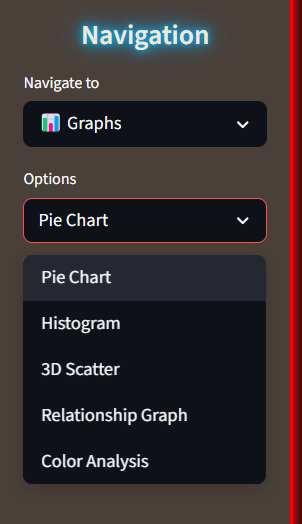 Navigation
Navigate to
📊 Graphs
Options
Pie Chart
Pie Chart
Histogram
3D Scatter
Relationship Graph
Color Analysis